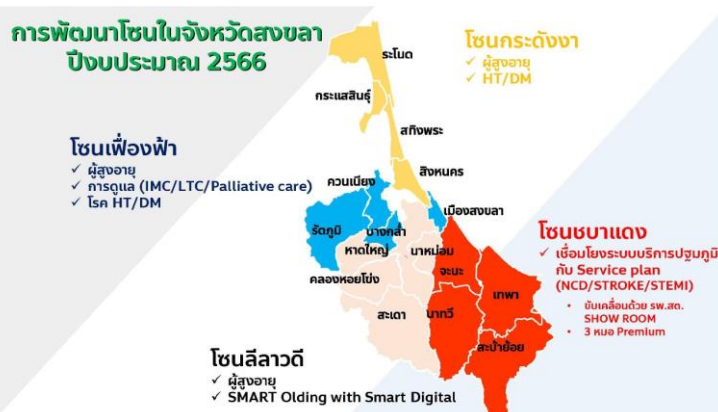 การพัฒนาโซนในจังหวัดสงขลา
ปีงบประมาณ 2566
โซนกระดังงา
✓ ผู้สูงอายุ
✓ HT/DM
ระโนด
กระแสสินธุ์
สทิงพระ
สิงหนคร
โซนเฟื่องฟ้า
✓ ผู้สูงอายุ
✓ การดูแล (IMC/LTC/Palliative care)
✓ โรค HT/DM
ควนเนียง
เมืองสงขลา
รัตภูมิ
บางกล่ำ
หาดใหญ่
นาหม่อม
จะนะ
คลองหอยโข่ง
เทพา
สะเดา
นาทวี
สะบ้าย้อย
โซนชบาแดง
✓ เชื่อมโยงระบบบริการปฐมภูมิ
กับ Service plan
(NCD/STROKE/STEMI)
• ขับเคลื่อนด้วย รพ.สต.
SHOW ROOM
• 3 หมอ Premium
โซนลีลาวดี
✓ ผู้สูงอายุ
✓ SMART Olding with Smart Digital